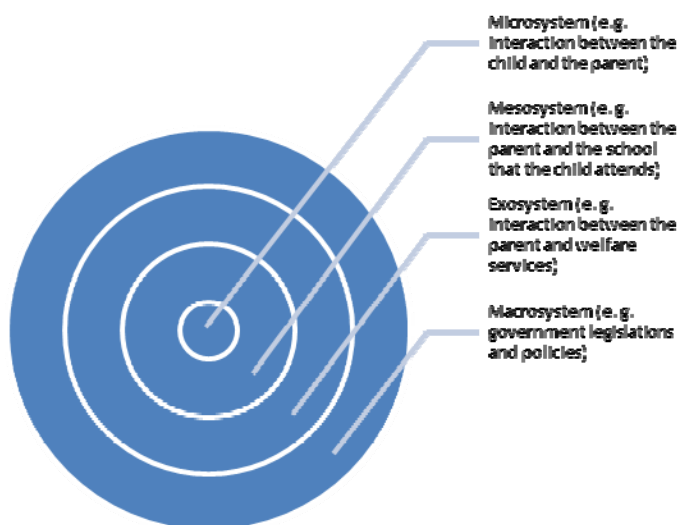 Microsystem (e.g.
interaction between the
child and the parent)
Mesosystem (e.g.
interaction between the
parent and the school
that the child attends)
Exosystem (e.g.
interaction between the
parent and welfare
services)
Macrosystem (e.g.
government legislations
and policies)